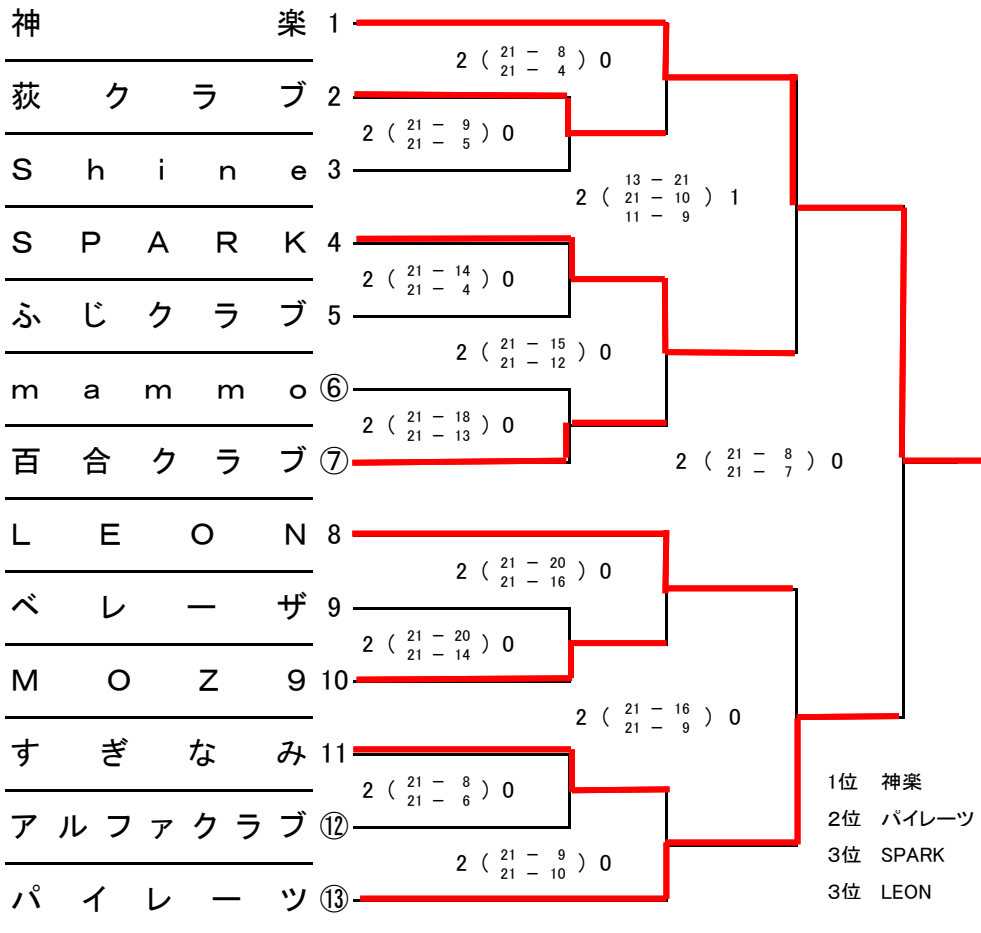 神楽 1
2 ( 21 － 8 ) 0
21 － 4
荻クラブ 2
2 ( 21 － 9 ) 0
21 － 5
Ｓｈｉｎｅ 3
13 － 21
2 ( 21 － 10 ) 1
11 － 9
ＳＰＡＲＫ 4
2 ( 21 － 14 ) 0
21 － 4
ふじクラブ 5
2 ( 21 － 15 ) 0
21 － 12
ｍａｍｍｏ ⑥
2 ( 21 － 18 ) 0
21 － 13
百合クラブ ⑦
2 ( 21 － 8 ) 0
21 － 7
ＬＥＯＮ 8
2 ( 21 － 20 ) 0
21 － 16
ベレーザ 9
2 ( 21 － 20 ) 0
21 － 14
ＭＯＺ９ 10
2 ( 21 － 16 ) 0
21 － 9
すぎなみ 11
2 ( 21 － 8 ) 0
21 － 6
アルファクラブ ⑫
2 ( 21 － 9 ) 0
21 － 10
パイレーツ ⑬
1位 神楽
2位 パイレーツ
3位 SPARK
3位 LEON